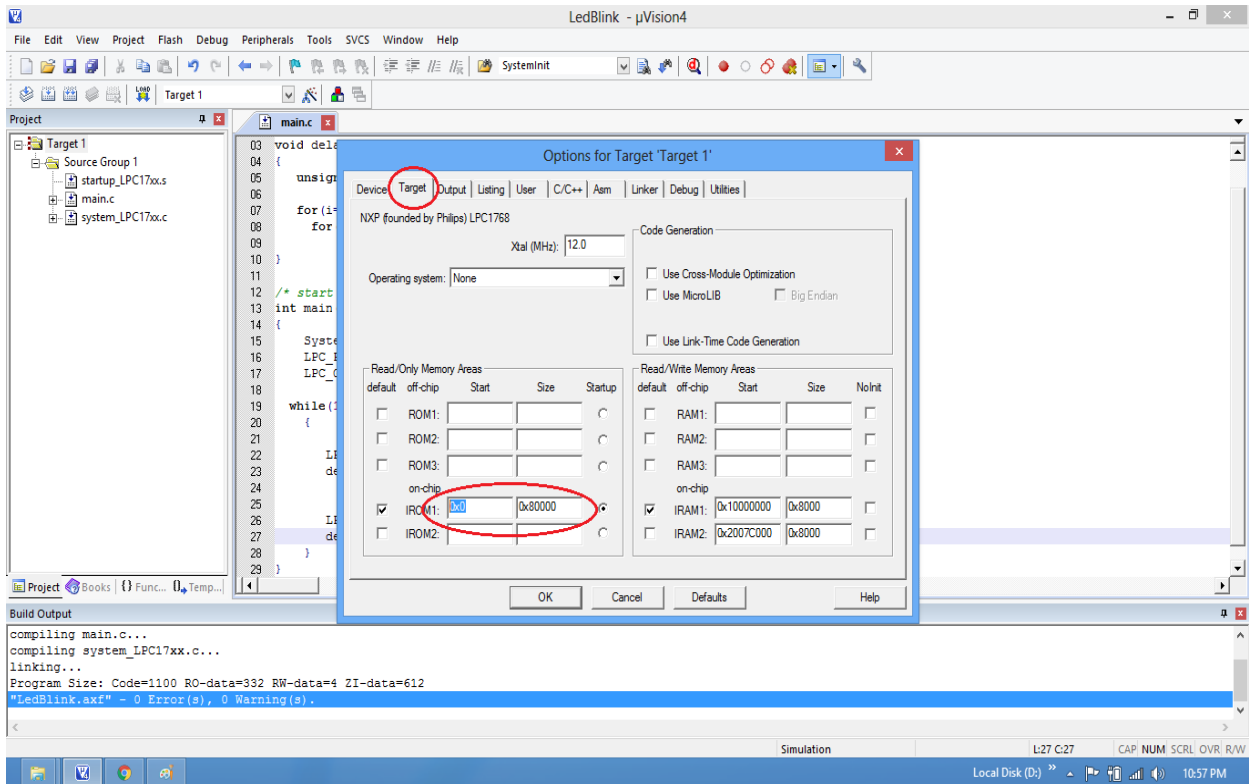 LedBlink - µVision4
File Edit View Project Flash Debug Peripherals Tools SVCS Window Help
SystemInit
LOAD Target 1
Project
main.c
Target 1
Source Group 1
startup_LPC17xx.s
main.c
system_LPC17xx.c
03 void dela
04 {
05 unsign
06
07 for(i=
08 for
09
10 }
11
12 /* start
13 int main
14 {
15 Syste
16 LPC_
17 LPC_
18
19 while(1
20 {
21
22
23 de
24
25
26
27 de
28 }
29 }
Options for Target 'Target 1'
Device Target Output Listing User C/C++ Asm Linker Debug Utilities
NXP (founded by Philips) LPC1768
Xtal (MHz): 12.0
Operating system: None
Code Generation
Use Cross-Module Optimization
Use MicroLIB Big Endian
Use Link-Time Code Generation
Read/Only Memory Areas
default off-chip Start Size Startup
ROM1:
ROM2:
ROM3:
on-chip
IROM1: 0x0 0x80000
IROM2:
Read/Write Memory Areas
default off-chip Start Size NoInit
RAM1:
RAM2:
RAM3:
on-chip
IRAM1: 0x10000000 0x8000
IRAM2: 0x2007C000 0x8000
OK Cancel Defaults Help
Project Books {} Func... 0 Temp...
Build Output
compiling main.c...
compiling system_LPC17xx.c...
linking...
Program Size: Code=1100 RO-data=332 RW-data=4 ZI-data=612
"LedBlink.axf" - 0 Error(s), 0 Warning(s).
Simulation L:27 C:27 CAP NUM SCRL OVR R/W
Local Disk (D:) 10:57 PM